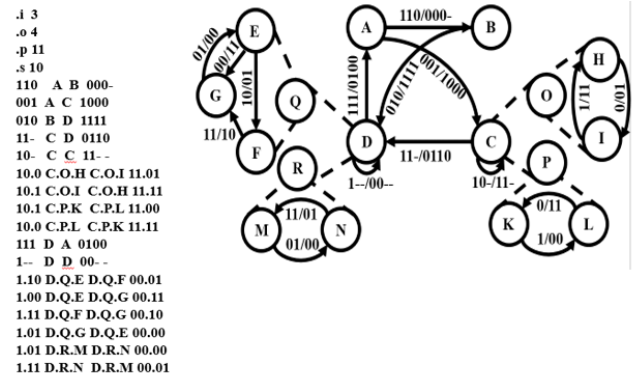 .i 3
.o 4
.p 11
.s 10
110 A B 000-
001 A C 1000
010 B D 1111
11- C D 0110
10- C C 11- -
10.0 C.O.H C.O.I 11.01
10.1 C.O.I C.O.H 11.11
10.1 C.P.K C.P.L 11.00
10.0 C.P.L C.P.K 11.11
111 D A 0100
1-- D D 00- -
1.10 D.Q.E D.Q.F 00.01
1.00 D.Q.E D.Q.G 00.11
1.11 D.Q.F D.Q.G 00.10
1.01 D.Q.G D.Q.E 00.00
1.01 D.R.M D.R.N 00.00
1.11 D.R.N D.R.M 00.01
E
A
110/000-
B
01/00
00/11
10/01
111/0100
010/1111
001/1000
H
G
Q
O
1/11
0/01
11/10
F
D
11-/0110
C
I
R
1--/00--
10-/11-
P
M
11/01
N
01/00
K
0/11
L
1/00